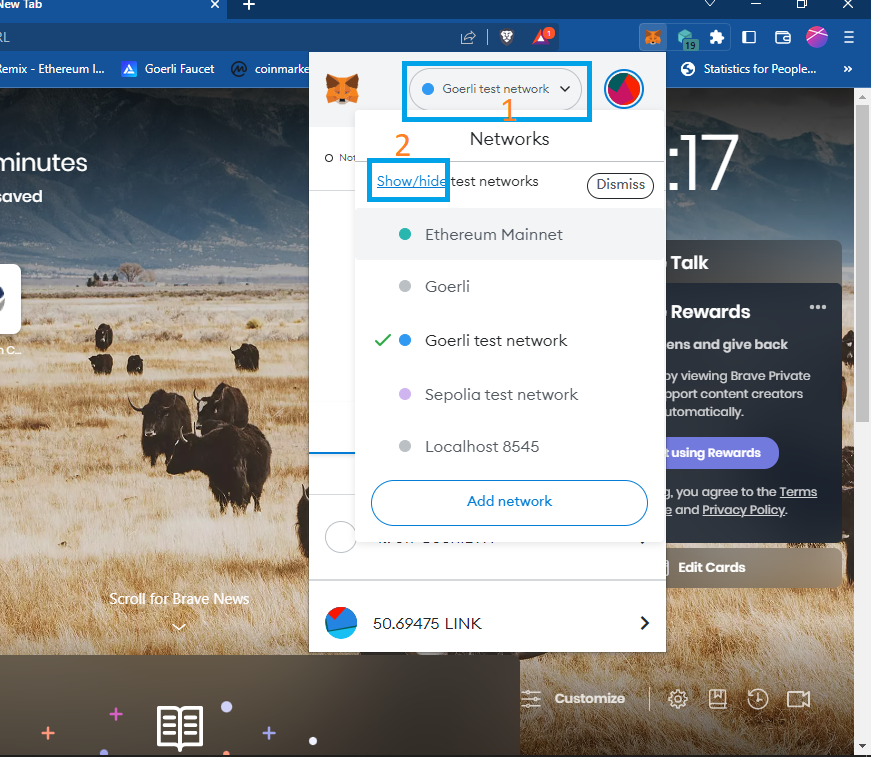 New Tab
RL
1
19
Remix - Ethereum I...
Goerli Faucet
coinmarke
Statistics for People...
»
Goerli test network
1
Networks
2
Show/hide test networks
Dismiss
Not
Ethereum Mainnet
Goerli
Goerli test network
Sepolia test network
Localhost 8545
Add network
50.69475 LINK
minutes
saved
:17
n C...
Talk
Rewards
ens and give back
by viewing Brave Private
pport content creators
utomatically.
t using Rewards
g, you agree to the Terms
e and Privacy Policy.
Edit Cards
Scroll for Brave News
Customize